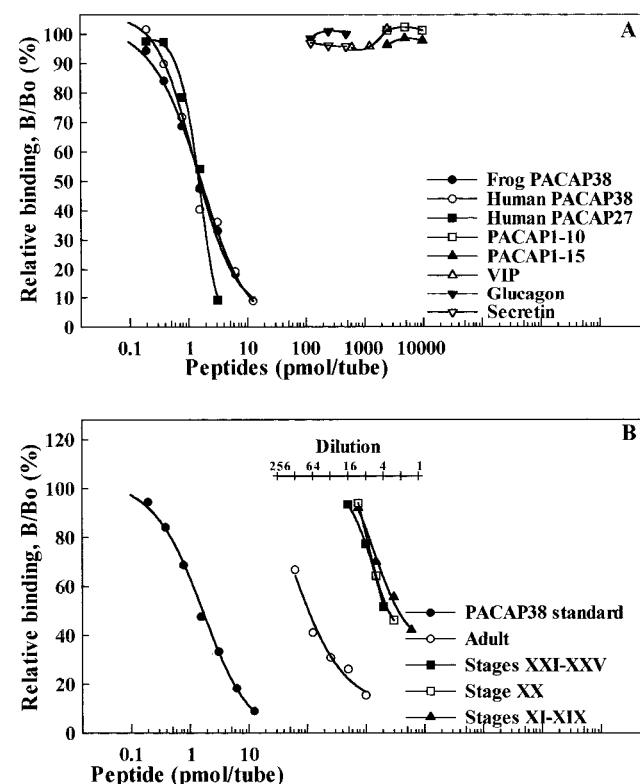 A
Relative binding, B/Bo (%)
100
90
80
70
60
50
40
30
20
10
0
Frog PACAP38
Human PACAP38
Human PACAP27
PACAP1-10
PACAP1-15
VIP
Glucagon
Secretin
0.1 1 10 100 1000 10000
Peptides (pmol/tube)
B
Relative binding, B/Bo (%)
Dilution
256 64 16 4 1
120
100
80
60
40
20
0
PACAP38 standard
Adult
Stages XXI-XXV
Stage XX
Stages XI-XIX
0.1 1 10
Peptide (pmol/tube)